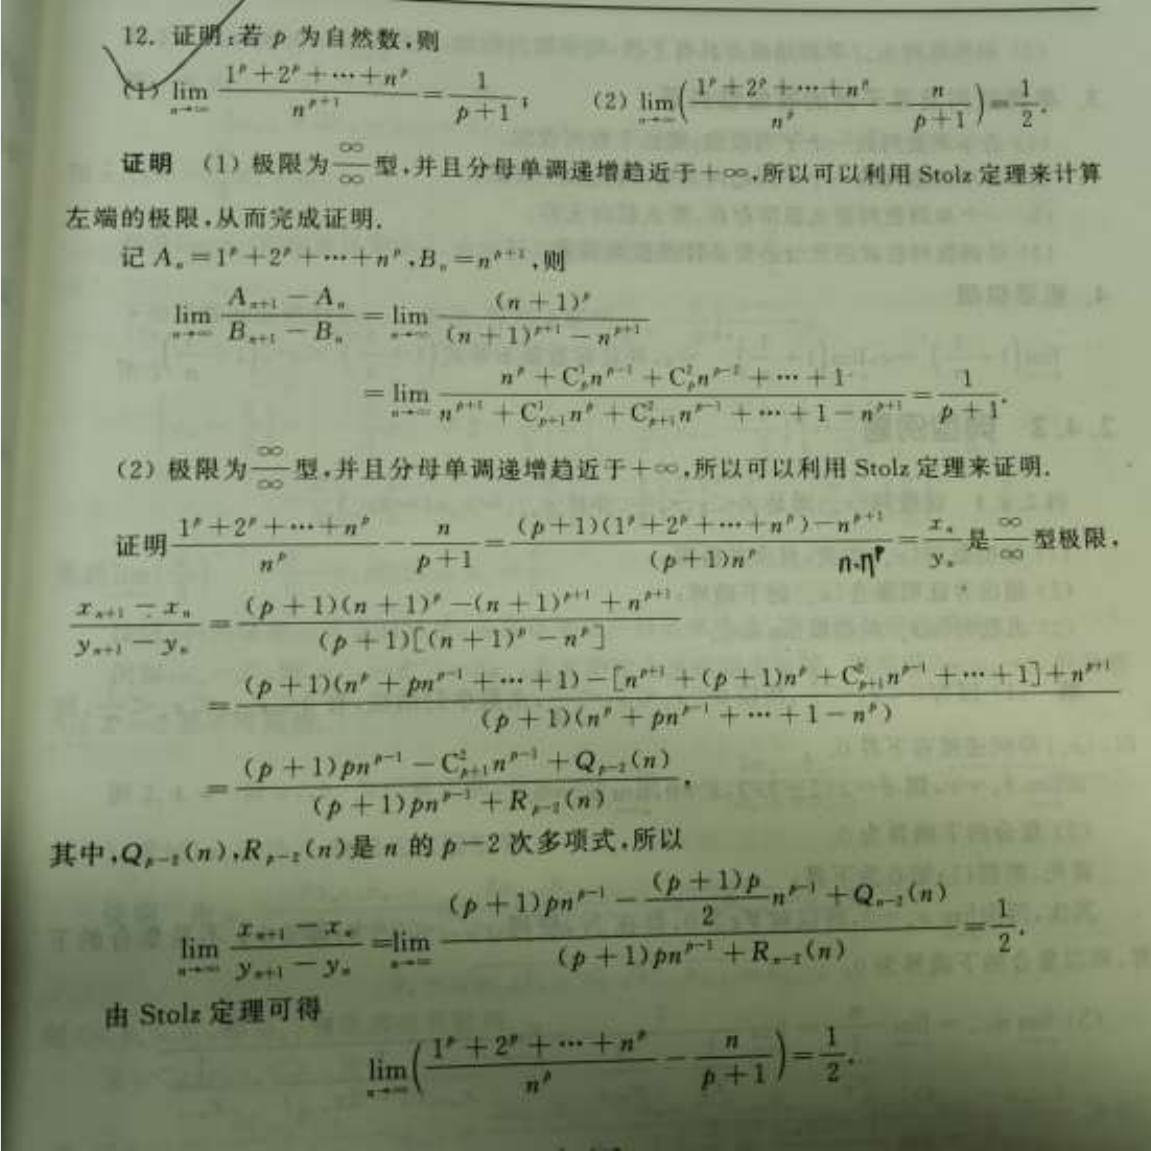 12. 证明:若 p 为自然数,则
(1) lim_{n→∞} (1^p+2^p+⋯+n^p)/n^{p+1} = 1/(p+1); (2) lim_{n→∞} ((1^p+2^p+⋯+n^p)/n^p − n/(p+1)) = 1/2.
证明 (1) 极限为 ∞/∞ 型,并且分母单调递增趋近于+∞,所以可以利用 Stolz 定理来计算
左端的极限,从而完成证明.
记 A_n=1^p+2^p+⋯+n^p,B_n=n^{p+1},则
lim_{n→∞} (A_{n+1}−A_n)/(B_{n+1}−B_n) = lim_{n→∞} (n+1)^p/((n+1)^{p+1}−n^{p+1})
= lim_{n→∞} (n^p+C_p^1n^{p-1}+C_p^2n^{p-2}+⋯+1)/(n^{p+1}+C_{p+1}^1n^p+C_{p+1}^2n^{p-1}+⋯+1−n^{p+1}) = 1/(p+1).
(2) 极限为 ∞/∞ 型,并且分母单调递增趋近于+∞,所以可以利用 Stolz 定理来证明.
证明 (1^p+2^p+⋯+n^p)/n^p − n/(p+1) = ((p+1)(1^p+2^p+⋯+n^p)−n^{p+1})/((p+1)n^p) = x_n/y_n 是 ∞/∞ 型极限,
n·n^p
(x_{n+1}−x_n)/(y_{n+1}−y_n) = ((p+1)(n+1)^p−(n+1)^{p+1}+n^{p+1})/((p+1)[(n+1)^p−n^p])
= ((p+1)(n^p+pn^{p-1}+⋯+1)−[n^{p+1}+(p+1)n^p+C_{p+1}^2n^{p-1}+⋯+1]+n^{p+1})/((p+1)(n^p+pn^{p-1}+⋯+1−n^p))
= ((p+1)pn^{p-1}−C_{p+1}^2n^{p-1}+Q_{p-2}(n))/((p+1)pn^{p-1}+R_{p-2}(n)),
其中,Q_{p-2}(n),R_{p-2}(n)是 n 的 p−2 次多项式,所以
lim_{n→∞} (x_{n+1}−x_n)/(y_{n+1}−y_n) = lim_{n→∞} ((p+1)pn^{p-1}−((p+1)p/2)n^{p-1}+Q_{n-2}(n))/((p+1)pn^{p-1}+R_{n-2}(n)) = 1/2.
由 Stolz 定理可得
lim_{n→∞} ((1^p+2^p+⋯+n^p)/n^p − n/(p+1)) = 1/2.